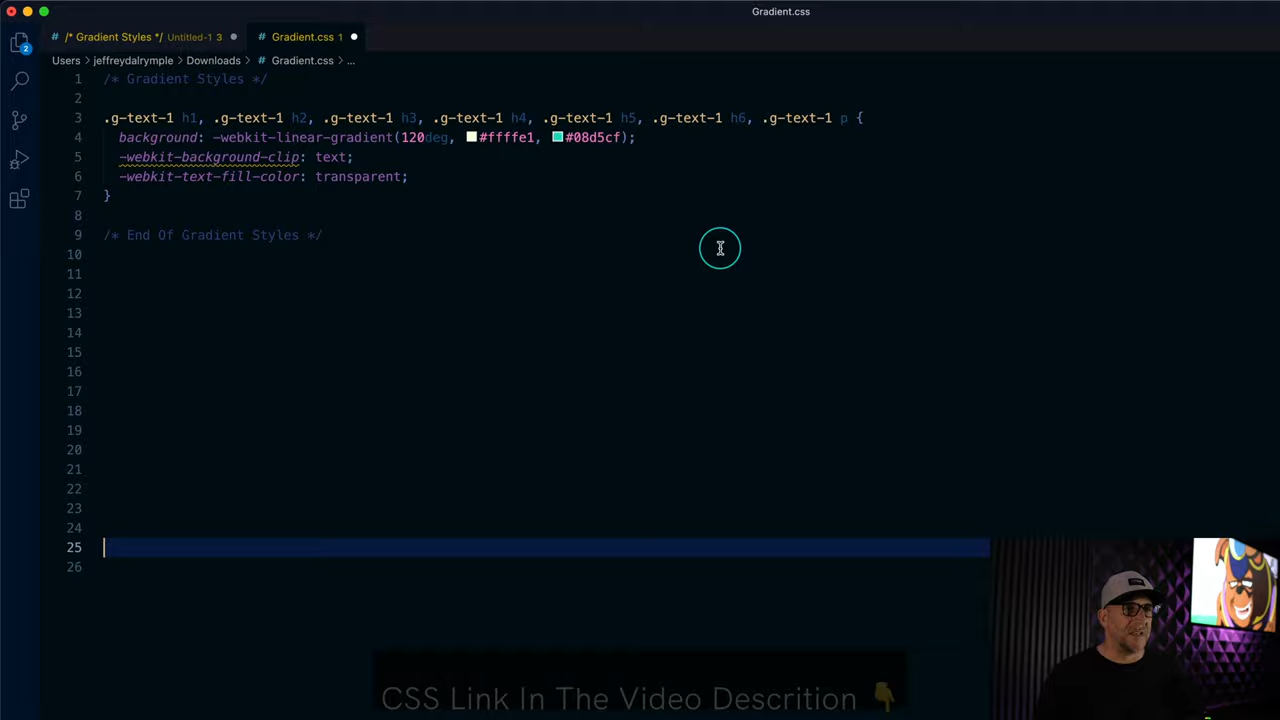 Gradient.css
/* Gradient Styles */ Untitled-1 3
Gradient.css 1
2
Users > jeffreydalrymple > Downloads > # Gradient.css > ...
1 /* Gradient Styles */
2
3 .g-text-1 h1, .g-text-1 h2, .g-text-1 h3, .g-text-1 h4, .g-text-1 h5, .g-text-1 h6, .g-text-1 p {
4 background: -webkit-linear-gradient(120deg, #ffffe1, #08d5cf);
5 -webkit-background-clip: text;
6 -webkit-text-fill-color: transparent;
7 }
8
9 /* End Of Gradient Styles */
10
11
12
13
14
15
16
17
18
19
20
21
22
23
24
25
26
CSS Link In The Video Descrition 👇